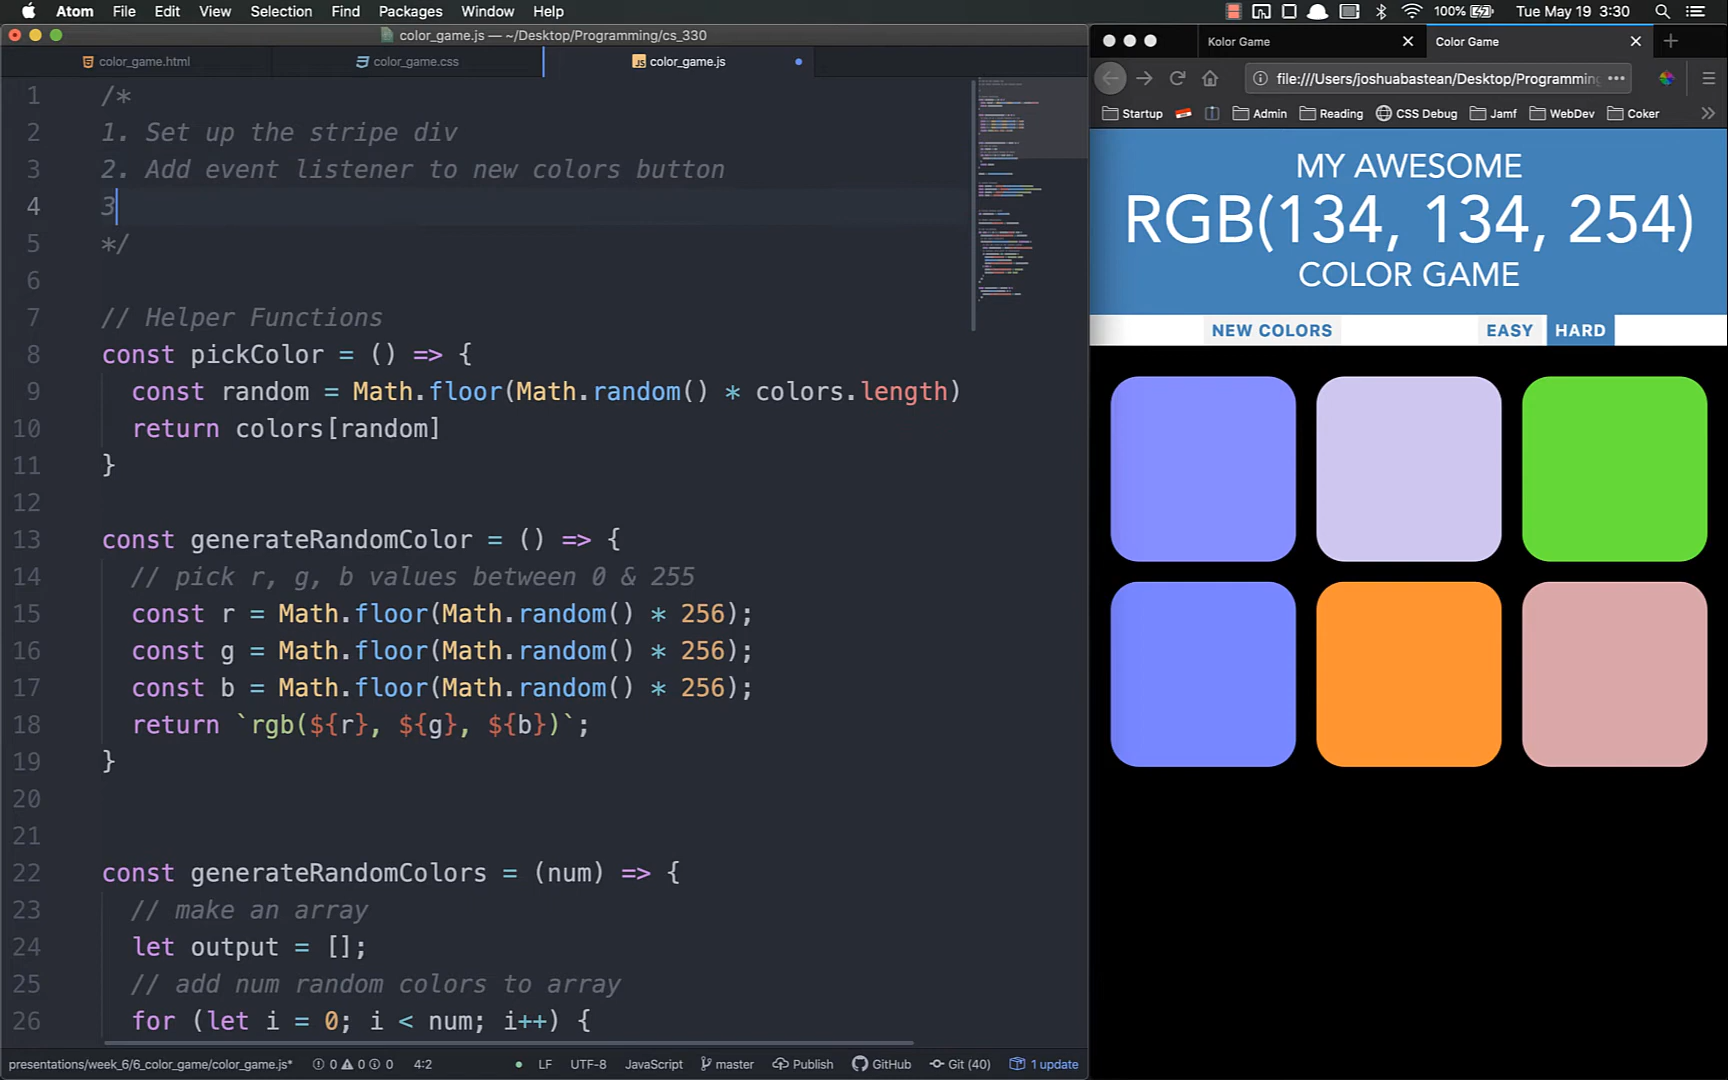 Atom File Edit View Selection Find Packages Window Help 100% Tue May 19 3:30
color_game.js — ~/Desktop/Programming/cs_330
color_game.html color_game.css color_game.js
1 /*
2 1. Set up the stripe div
3 2. Add event listener to new colors button
4 3
5 */
6
7 // Helper Functions
8 const pickColor = () => {
9 const random = Math.floor(Math.random() * colors.length)
10 return colors[random]
11 }
12
13 const generateRandomColor = () => {
14 // pick r, g, b values between 0 & 255
15 const r = Math.floor(Math.random() * 256);
16 const g = Math.floor(Math.random() * 256);
17 const b = Math.floor(Math.random() * 256);
18 return `rgb(${r}, ${g}, ${b})`;
19 }
20
21
22 const generateRandomColors = (num) => {
23 // make an array
24 let output = [];
25 // add num random colors to array
26 for (let i = 0; i < num; i++) {
presentations/week_6/6_color_game/color_game.js* 0 0 0 4:2 LF UTF-8 JavaScript master Publish GitHub Git (40) 1 update
Kolor Game Color Game
file:///Users/joshuabastean/Desktop/Programming
Startup Admin Reading CSS Debug Jamf WebDev Coker
MY AWESOME
RGB(134, 134, 254)
COLOR GAME
NEW COLORS EASY HARD